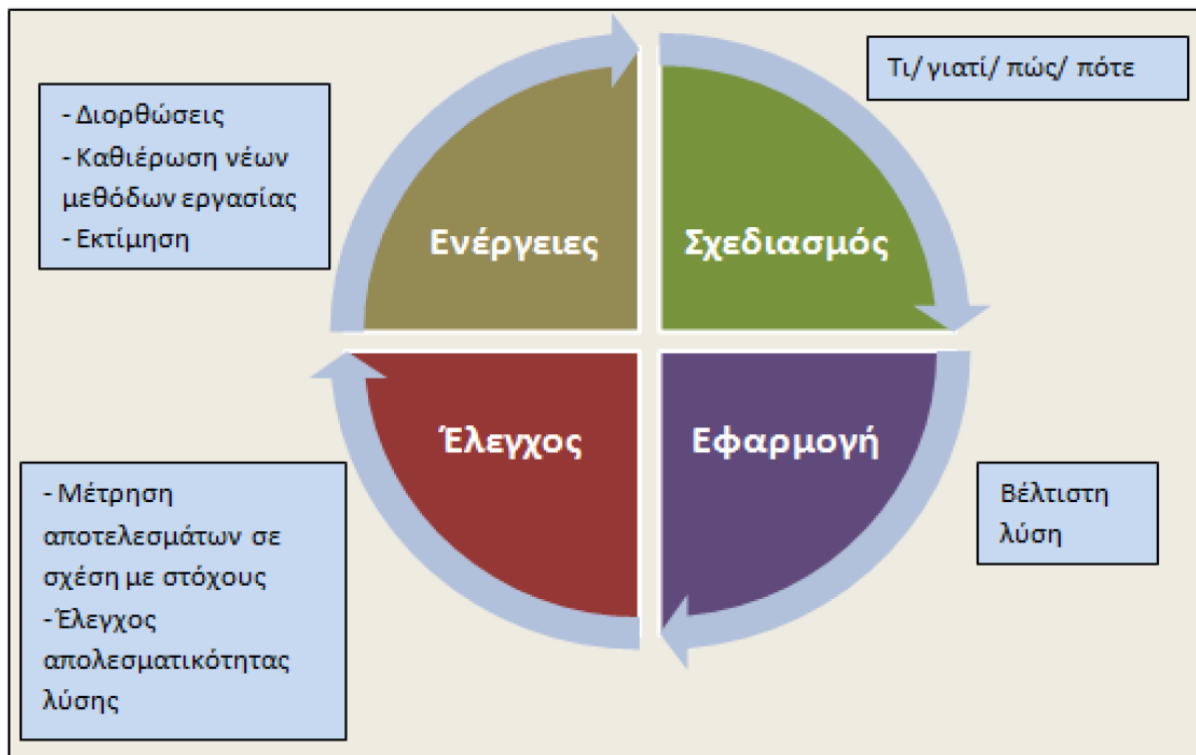 Τι/ γιατί/ πώς/ πότε
- Διορθώσεις
- Καθιέρωση νέων
μεθόδων εργασίας
- Εκτίμηση
Ενέργειες
Σχεδιασμός
Έλεγχος
Εφαρμογή
- Μέτρηση
αποτελεσμάτων σε
σχέση με στόχους
- Έλεγχος
απολεσματικότητας
λύσης
Βέλτιστη
λύση